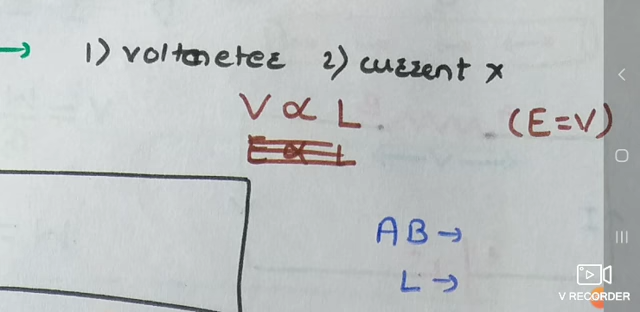 → 1) voltmeter 2) current x
V ∝ L. (E=V)
E ∝ L
AB→
L→
V RECORDER